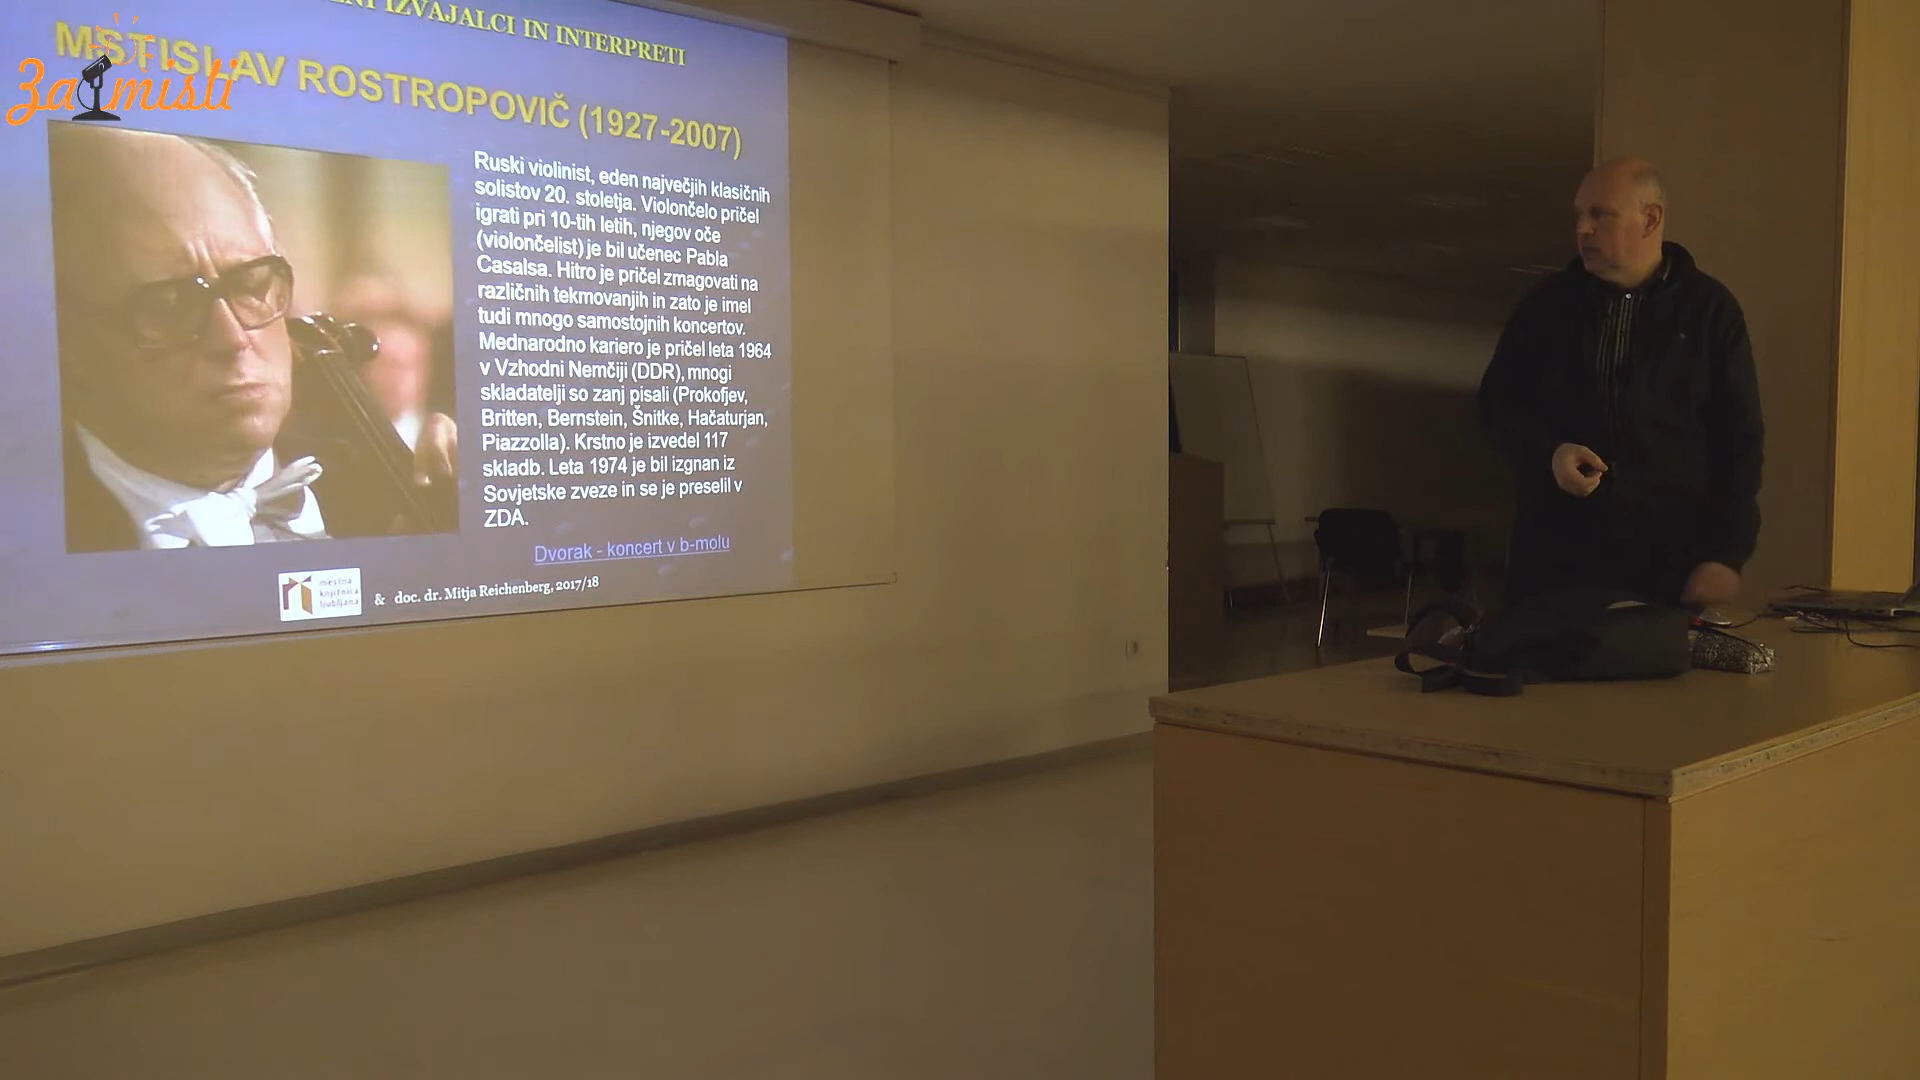 IZVAJALCI IN INTERPRETI
MSTISLAV ROSTROPOVIČ (1927-2007)
Zaumisti
Ruski violinist, eden največjih klasičnih
solistov 20. stoletja. Violončelo pričel
igrati pri 10-tih letih, njegov oče
(violončelist) je bil učenec Pabla
Casalsa. Hitro je pričel zmagovati na
različnih tekmovanjih in zato je imel
tudi mnogo samostojnih koncertov.
Mednarodno kariero je pričel leta 1964
v Vzhodni Nemčiji (DDR), mnogi
skladatelji so zanj pisali (Prokofjev,
Britten, Bernstein, Šnitke, Hačaturjan,
Piazzolla). Krstno je izvedel 117
skladb. Leta 1974 je bil izgnan iz
Sovjetske zveze in se je preselil v
ZDA.
Dvorak - koncert v b-molu
mestna
knjižnica
ljubljana
& doc. dr. Mitja Reichenberg, 2017/18